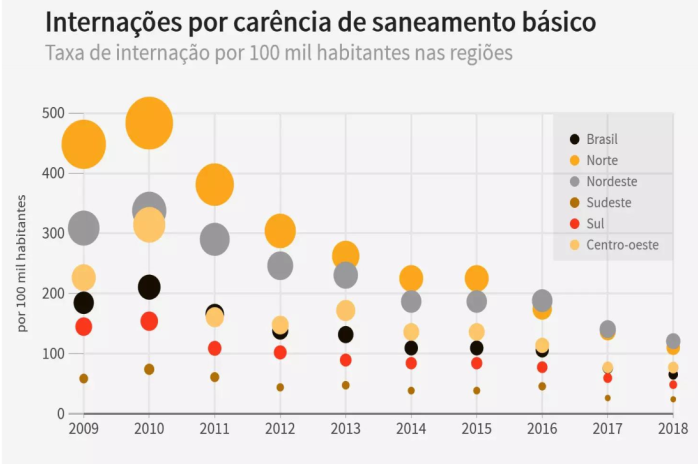 Internações por carência de saneamento básico
Taxa de internação por 100 mil habitantes nas regiões
500
400
300
200
100
0
por 100 mil habitantes
Brasil
Norte
Nordeste
Sudeste
Sul
Centro-oeste
2009 2010 2011 2012 2013 2014 2015 2016 2017 2018